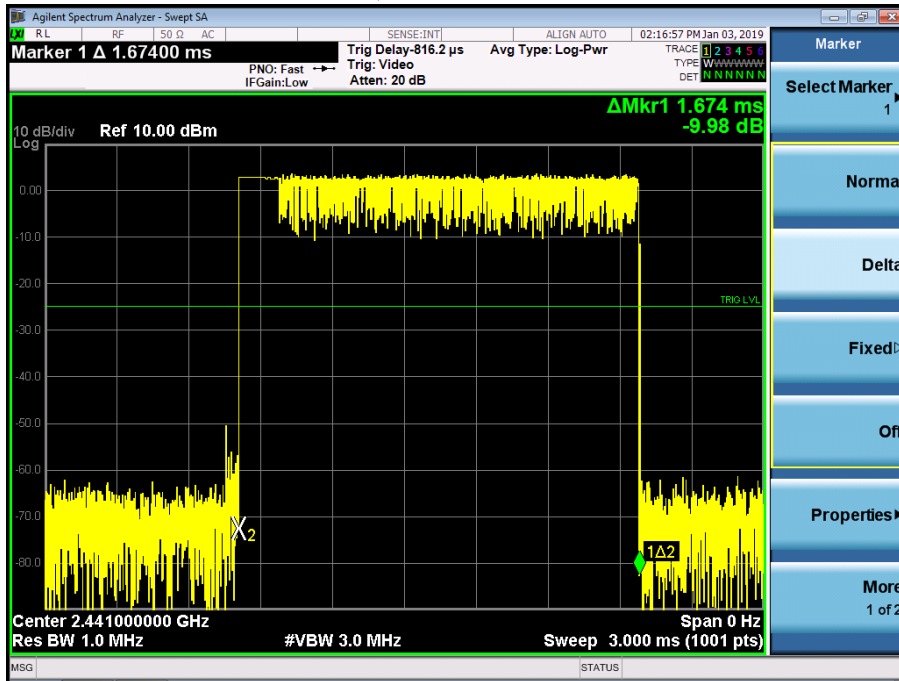 Agilent Spectrum Analyzer - Swept SA
LXI RL RF 50 Ω AC SENSE:INT ALIGN AUTO 02:16:57 PM Jan 03, 2019
Marker 1 Δ 1.67400 ms
Trig Delay-816.2 µs Avg Type: Log-Pwr TRACE 1 2 3 4 5 6
PNO: Fast Trig: Video TYPE WWWWWW
IFGain:Low Atten: 20 dB DET N N N N N N
Marker
Select Marker
1
ΔMkr1 1.674 ms
-9.98 dB
10 dB/div Ref 10.00 dBm
Log
0.00
-10.0
-20.0
TRIG LVL
-30.0
-40.0
-50.0
-60.0
-70.0
-80.0
X2
1Δ2
Norma
Delta
Fixed
Off
Properties
More
1 of 2
Center 2.441000000 GHz Span 0 Hz
Res BW 1.0 MHz #VBW 3.0 MHz Sweep 3.000 ms (1001 pts)
MSG STATUS